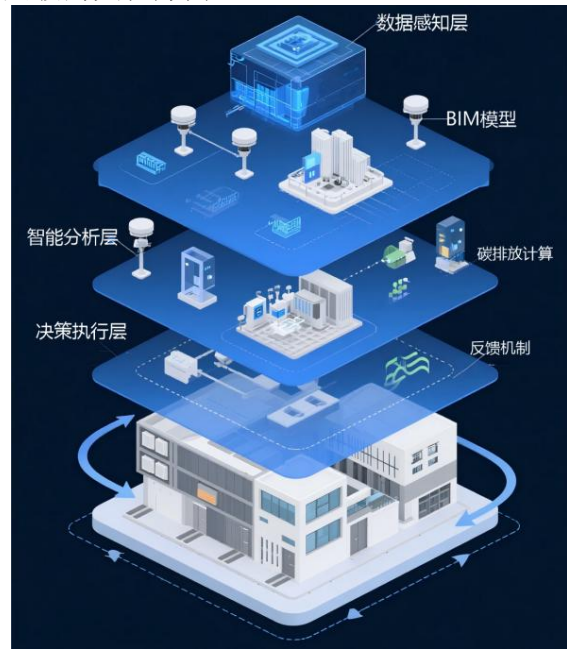 数据感知层
BIM模型
智能分析层
碳排放计算
决策执行层
反馈机制